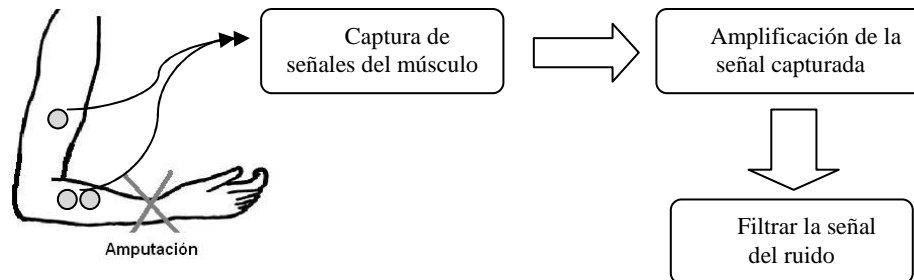 Captura de
señales del músculo
Amplificación de la
señal capturada
Filtrar la señal
del ruido
Amputación